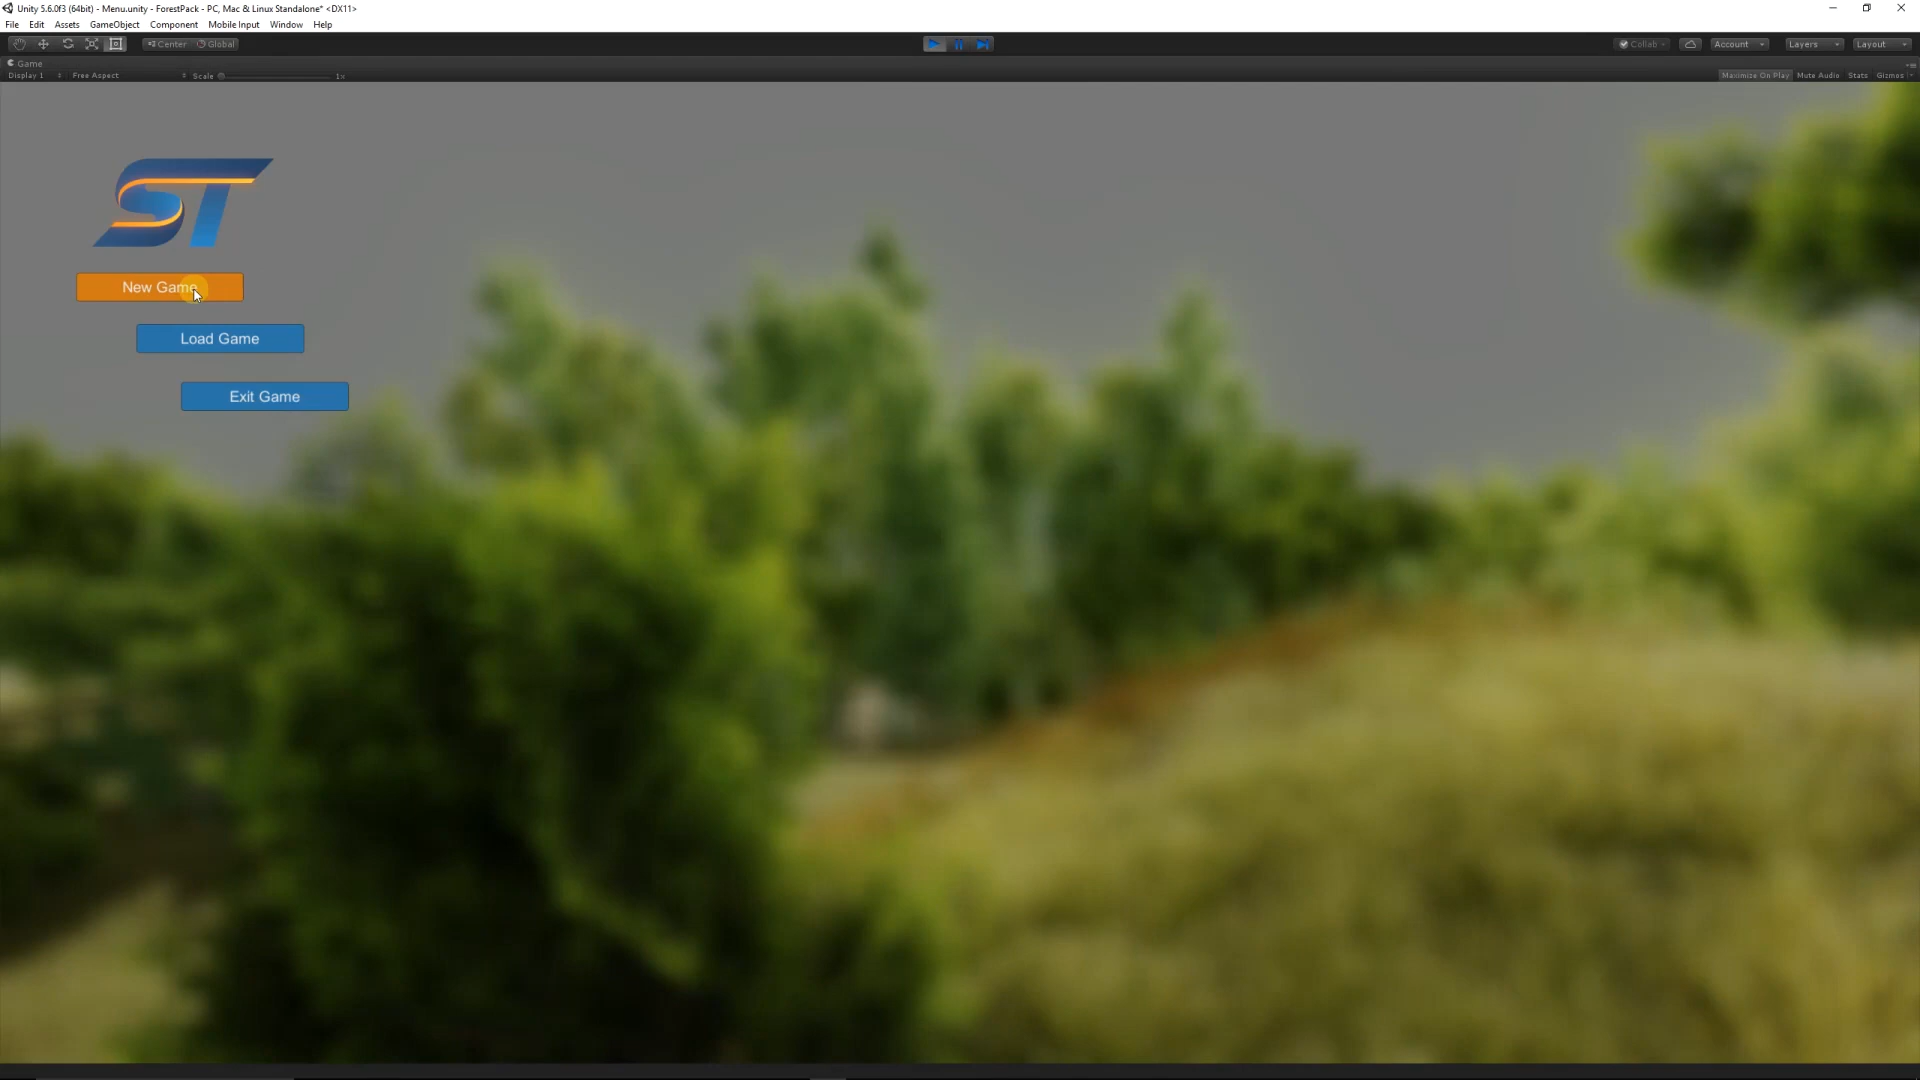 Unity 5.6.0f3 (64bit) - Menu.unity - ForestPack - PC, Mac & Linux Standalone* <DX11>
File Edit Assets GameObject Component Mobile Input Window Help
Center Global Collab Account Layers Layout
Game
Display 1 Free Aspect Scale 1x Maximize On Play Mute Audio Stats Gizmos
ST
New Game
Load Game
Exit Game